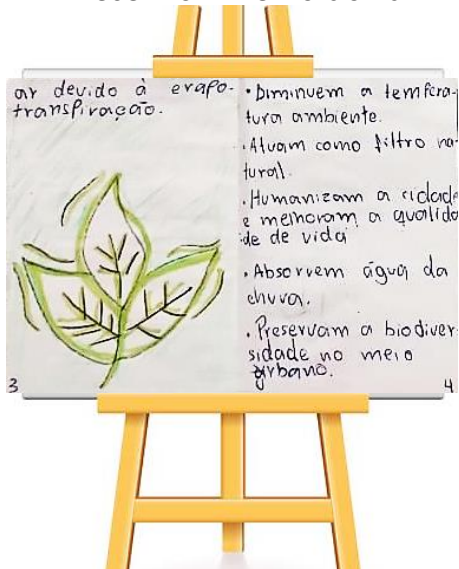 ar devido à evapo-
transpiração.
3
• Diminuem a tempera-
tura ambiente.
• Atuam como filtro na-
tural.
• Humanizam a cidade
e melhoram a qualida
de de vida
• Absorvem água da
chuva.
• Preservam a biodiver-
sidade no meio
urbano.
4